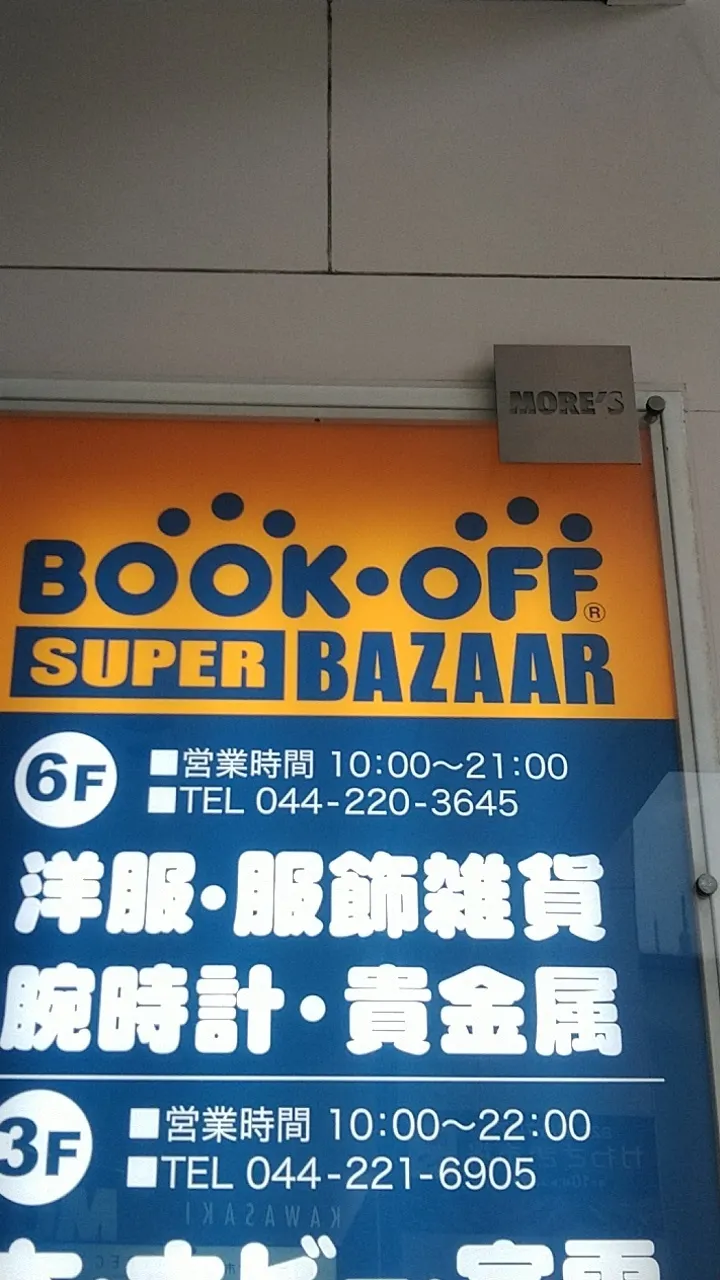 MORE'S
BOOK・OFF®
SUPER BAZAAR
6F
■営業時間 10:00〜21:00
■TEL 044-220-3645
洋服・服飾雑貨
腕時計・貴金属
3F
■営業時間 10:00〜22:00
■TEL 044-221-6905
KAWASAKI